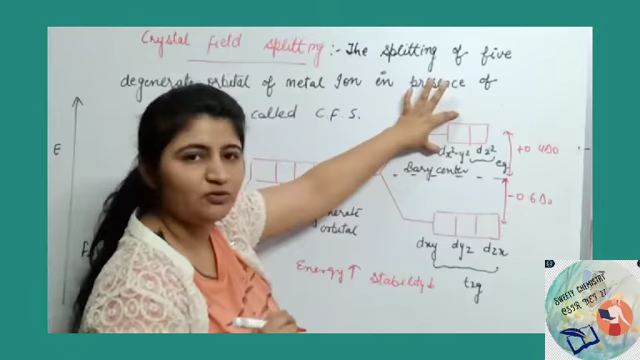 Crystal field splitting :- The splitting of five
degenerate orbital of metal Ion in presence of
called C.F.S.
E
dx²-y² dz²
eg
+0.4Δo
Bary center
-0.6Δo
orbital
dxy dyz dzx
t2g
Energy ↑ Stability ↓
SWEETY CHEMISTRY